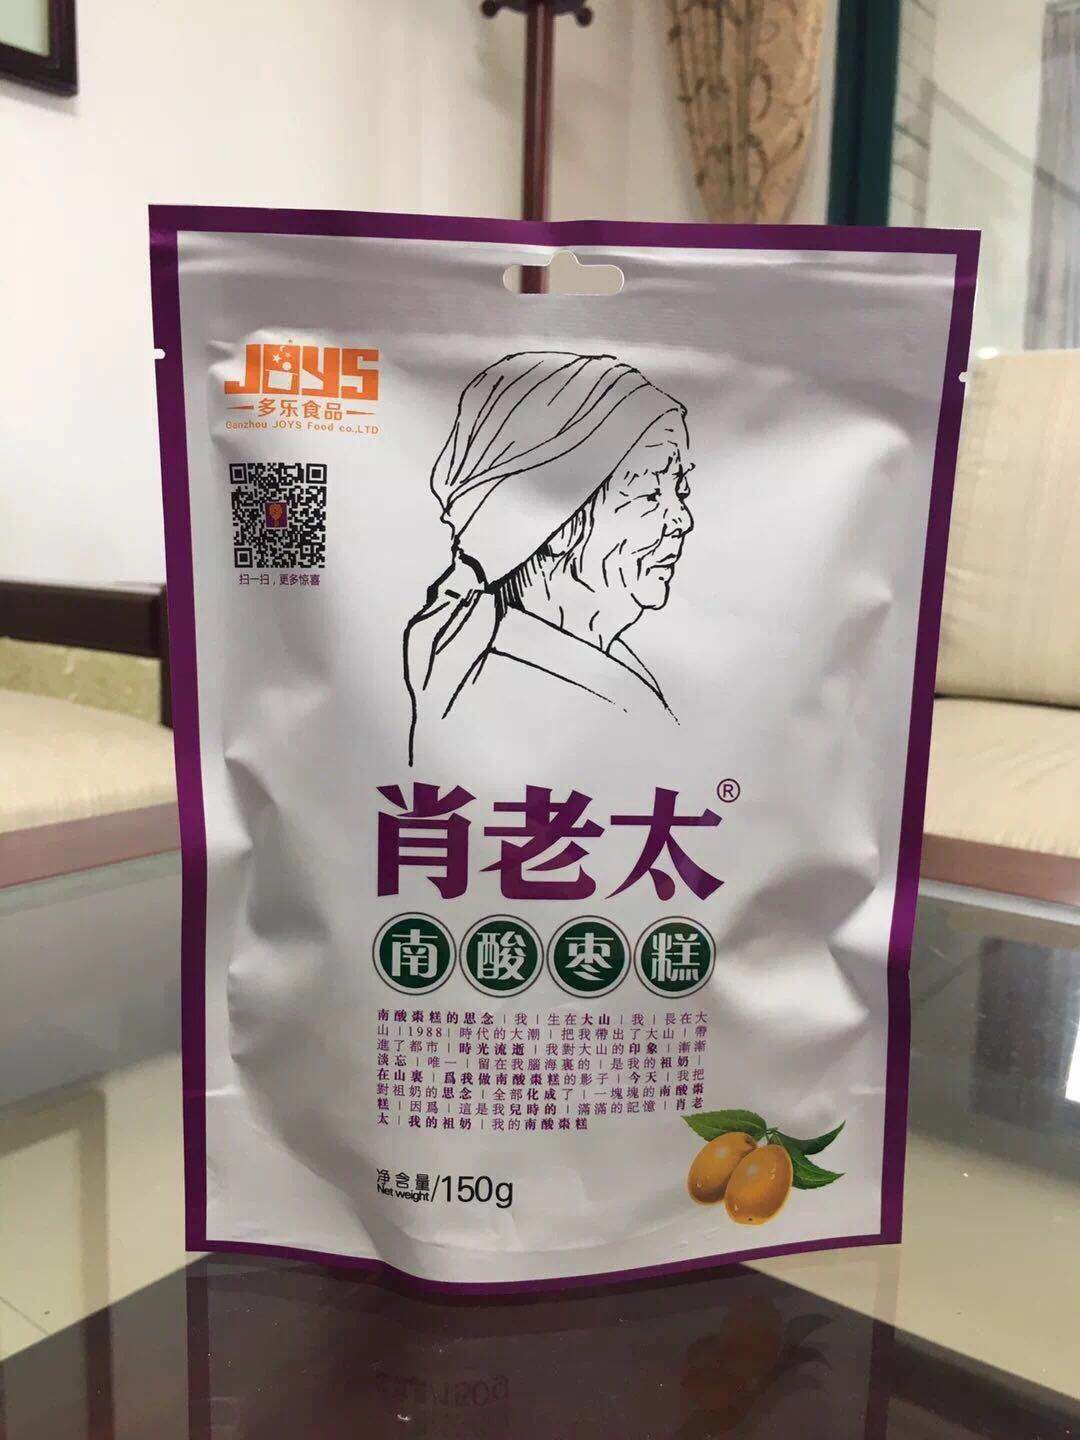 JOYS
多乐食品
Ganzhou JOYS Food co.,LTD
扫一扫，更多惊喜
肖老太®
南酸枣糕
南酸棗糕的思念|我|生在大山|我|長在大
山|1988|時代的大潮|把我帶出了大山|帶
進了都市|時光流逝|我對大山的印象|漸漸
淡忘|唯一|留在我腦海裏的|是我的祖奶|
在山裏|爲我做南酸棗糕的影子|今天|我把
對祖奶的思念|全部化成了|一塊塊的南酸棗
糕|因爲|這是我兒時的|滿滿的記憶|肖老
太|我的祖奶|我的南酸棗糕
净含量/150g
Net weight